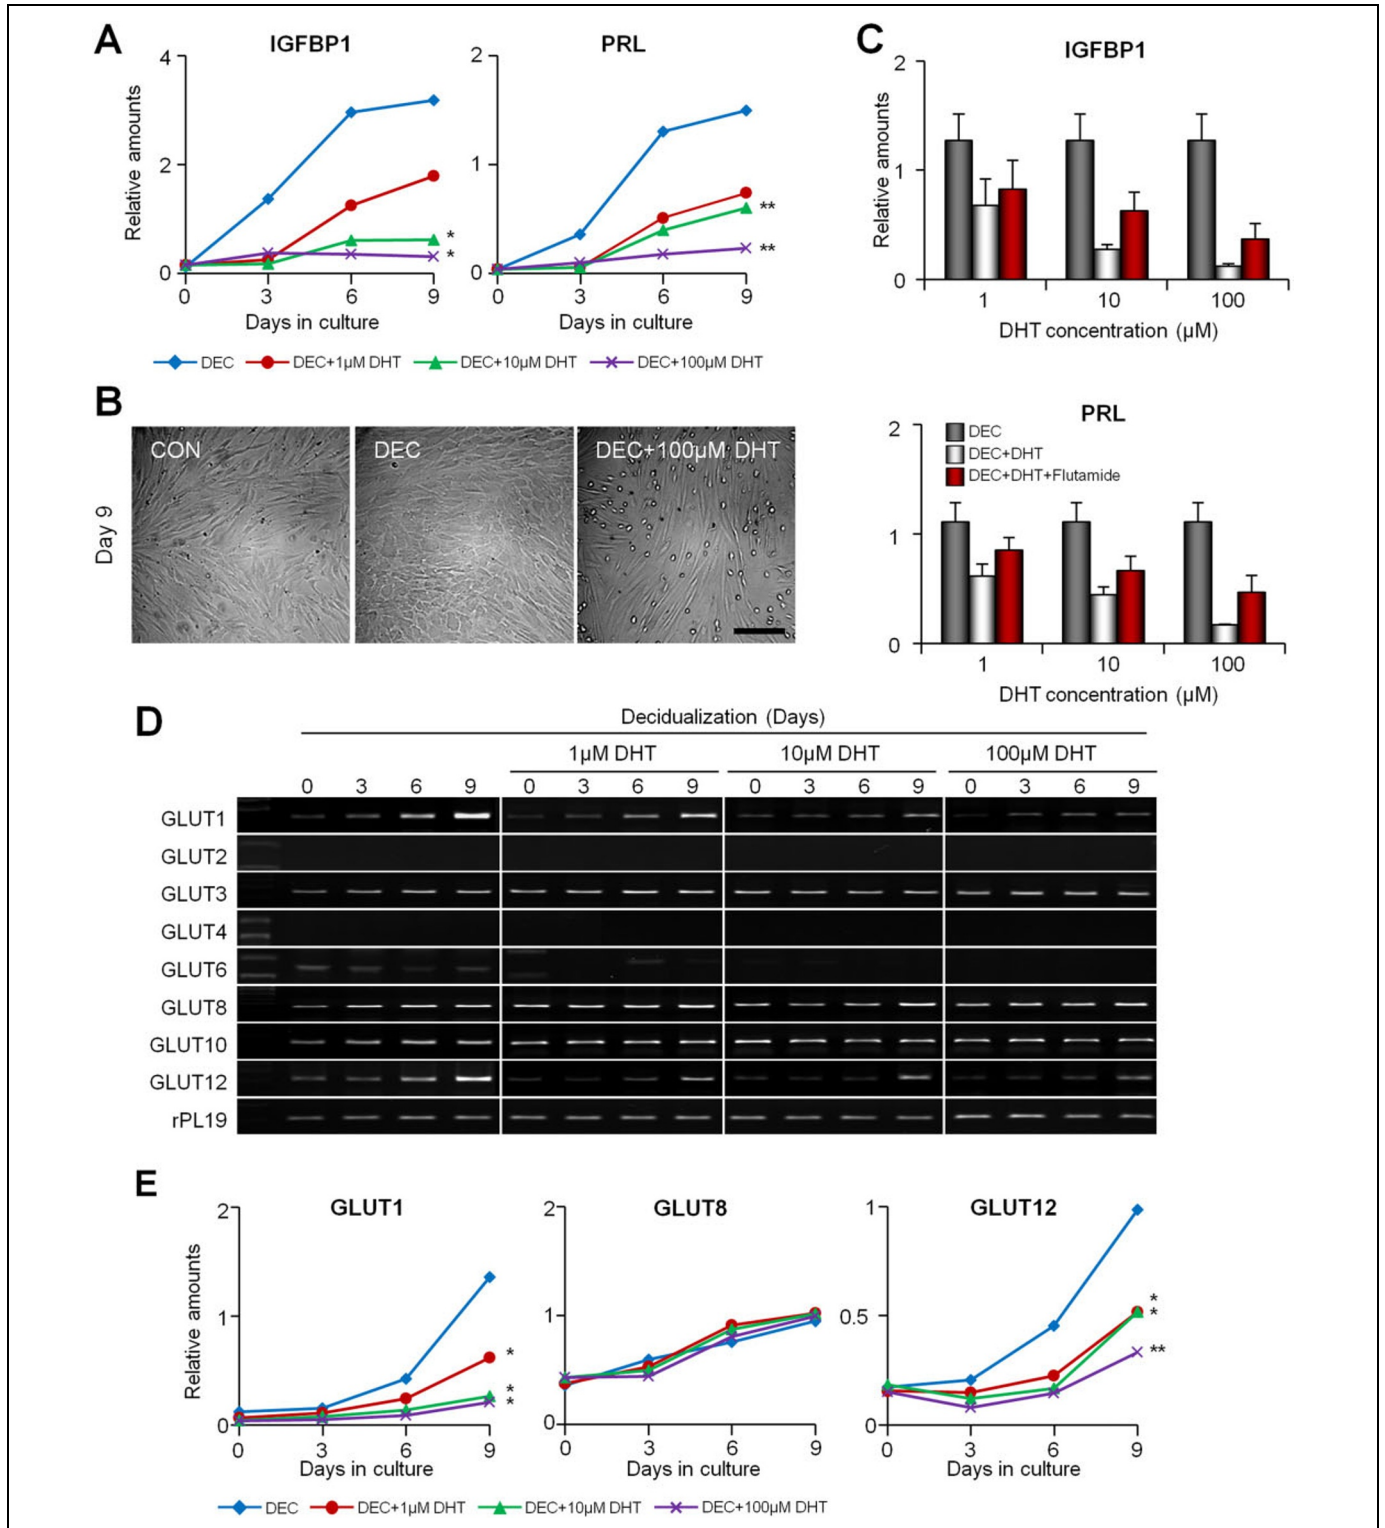 A
IGFBP1
PRL
4
2
0
Relative amounts
0 3 6 9
Days in culture
*
*
2
1
0
0 3 6 9
Days in culture
**
**
DEC DEC+1µM DHT DEC+10µM DHT DEC+100µM DHT
B
Day 9
CON
DEC
DEC+100µM DHT
C
IGFBP1
2
1
0
Relative amounts
1 10 100
DHT concentration (µM)
PRL
2
1
0
DEC
DEC+DHT
DEC+DHT+Flutamide
1 10 100
DHT concentration (µM)
D
Decidualization (Days)
1µM DHT 10µM DHT 100µM DHT
0 3 6 9 0 3 6 9 0 3 6 9 0 3 6 9
GLUT1
GLUT2
GLUT3
GLUT4
GLUT6
GLUT8
GLUT10
GLUT12
rPL19
E
GLUT1
2
1
0
Relative amounts
0 3 6 9
Days in culture
*
*
*
GLUT8
2
1
0
0 3 6 9
Days in culture
GLUT12
1
0.5
0
0 3 6 9
Days in culture
*
*
**
DEC DEC+1µM DHT DEC+10µM DHT DEC+100µM DHT